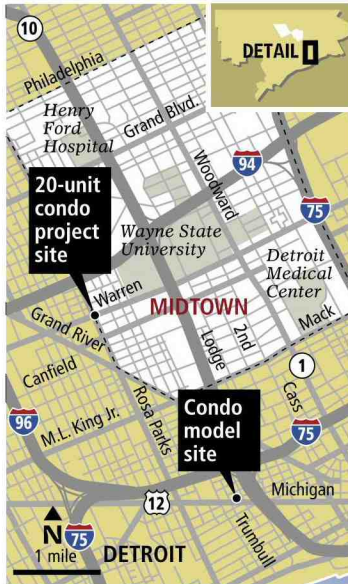 10
DETAIL
Philadelphia
Henry
Ford
Hospital
Grand Blvd.
Woodward
94
75
20-unit
condo
project
site
Wayne State
University
Detroit
Medical
Center
Warren
MIDTOWN
Mack
Grand River
Lodge
2nd
Canfield
1
Cass
Rosa Parks
96
M.L. King Jr.
Condo
model
site
75
Michigan
12
N
75
1 mile
DETROIT
Trumbull